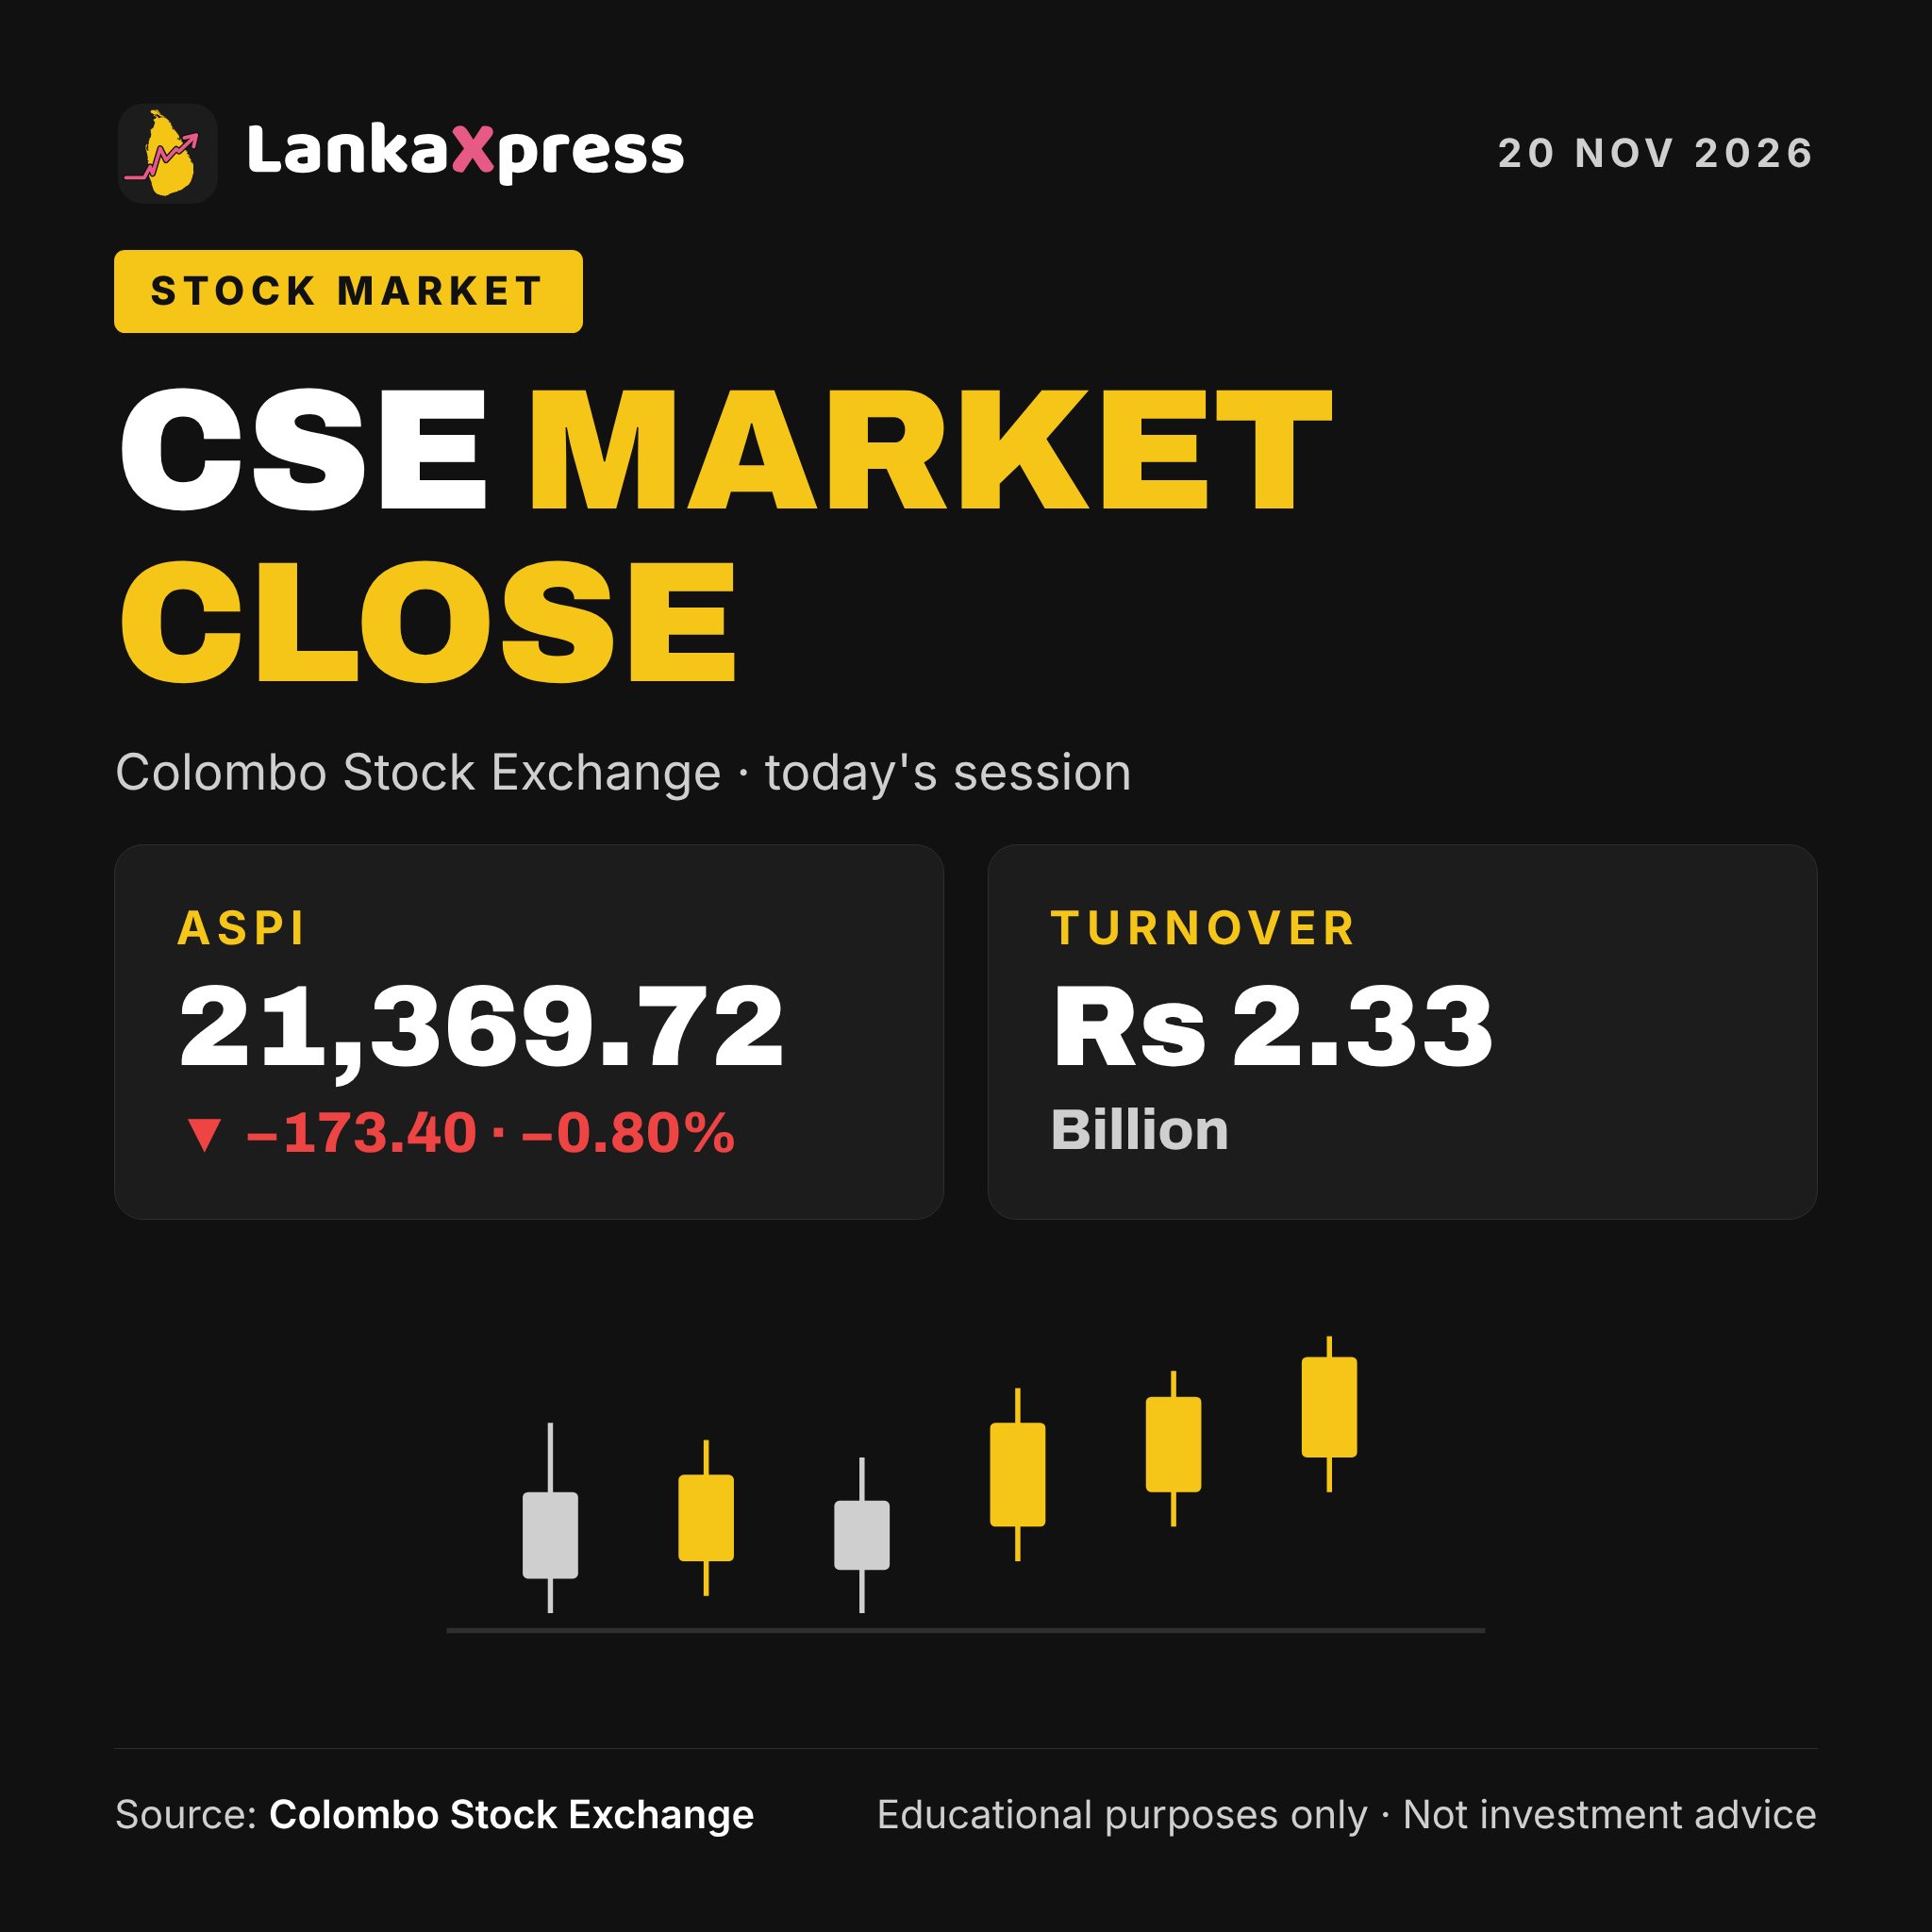 LankaXpress
20 NOV 2026
STOCK MARKET
CSE MARKET
CLOSE
Colombo Stock Exchange · today's session
ASPI
21,369.72
▼ −173.40 · −0.80%
TURNOVER
Rs 2.33
Billion
Source: Colombo Stock Exchange
Educational purposes only · Not investment advice